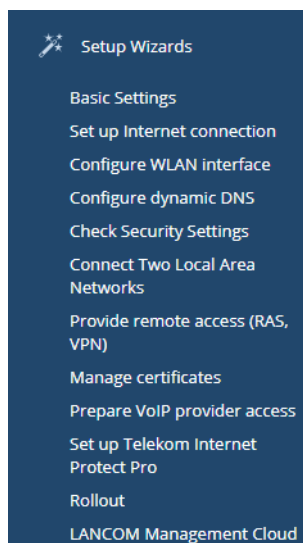 Setup Wizards
Basic Settings
Set up Internet connection
Configure WLAN interface
Configure dynamic DNS
Check Security Settings
Connect Two Local Area
Networks
Provide remote access (RAS,
VPN)
Manage certificates
Prepare VoIP provider access
Set up Telekom Internet
Protect Pro
Rollout
LANCOM Management Cloud